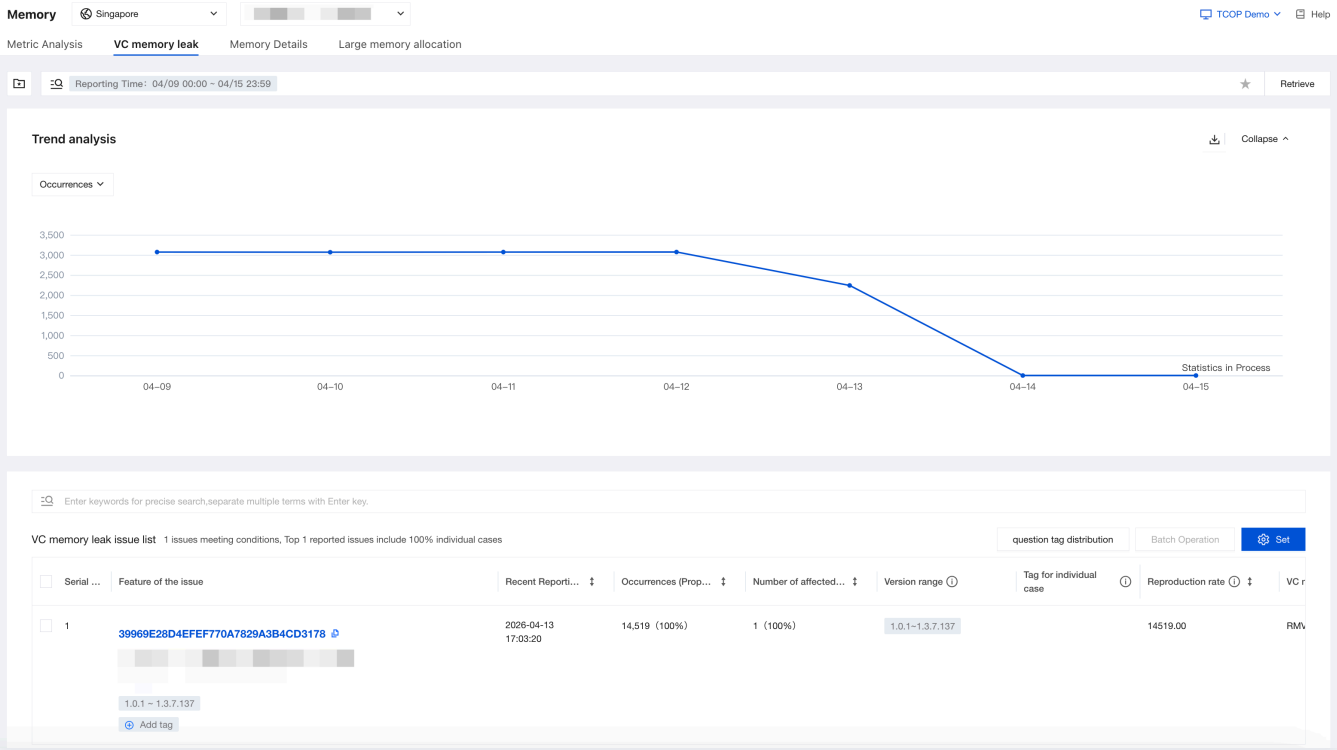 Memory
Singapore
TCOP Demo
Help
Metric Analysis
VC memory leak
Memory Details
Large memory allocation
Reporting Time: 04/09 00:00 ~ 04/15 23:59
Retrieve
Trend analysis
Collapse
Occurrences
3,500
3,000
2,500
2,000
1,500
1,000
500
0
Statistics in Process
04-09
04-10
04-11
04-12
04-13
04-14
04-15
Enter keywords for precise search,separate multiple terms with Enter key.
VC memory leak issue list
1 issues meeting conditions, Top 1 reported issues include 100% individual cases
question tag distribution
Batch Operation
Set
Serial ...
Feature of the issue
Recent Reporti...
Occurrences (Prop...
Number of affected...
Version range
Tag for individual
case
Reproduction rate
VC r
1
39969E28D4EFEF770A7829A3B4CD3178
2026-04-13
17:03:20
14,519（100%）
1（100%）
1.0.1~1.3.7.137
14519.00
RMV
1.0.1 ~ 1.3.7.137
Add tag